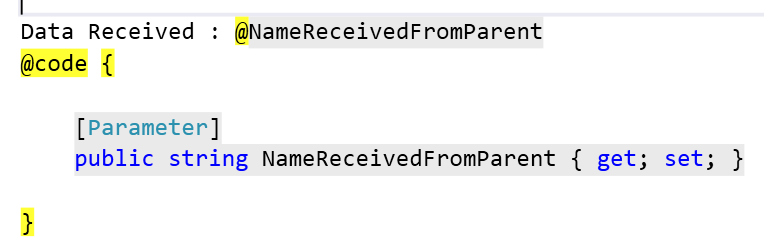 Data Received : @NameReceivedFromParent
@code {
[Parameter]
public string NameReceivedFromParent { get; set; }
}